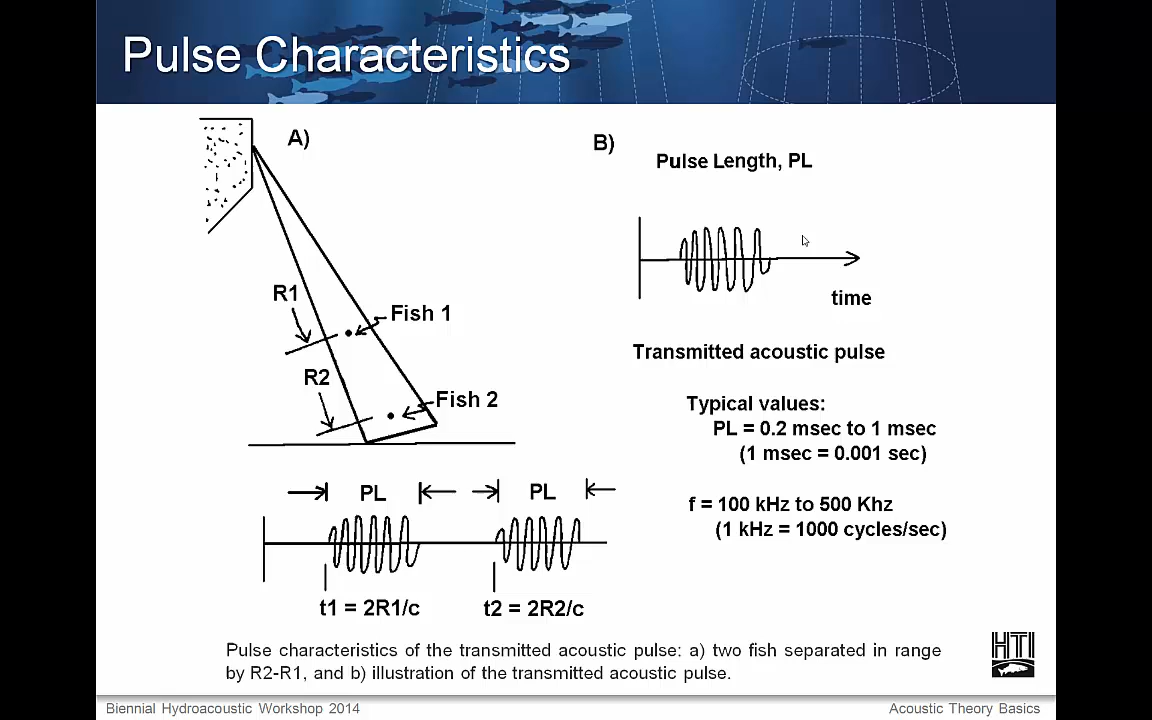 Pulse Characteristics
A)
R1
Fish 1
R2
Fish 2
PL
PL
t1 = 2R1/c
t2 = 2R2/c
B)
Pulse Length, PL
time
Transmitted acoustic pulse
Typical values:
PL = 0.2 msec to 1 msec
(1 msec = 0.001 sec)
f = 100 kHz to 500 Khz
(1 kHz = 1000 cycles/sec)
Pulse characteristics of the transmitted acoustic pulse: a) two fish separated in range
by R2-R1, and b) illustration of the transmitted acoustic pulse.
HTI
Biennial Hydroacoustic Workshop 2014
Acoustic Theory Basics